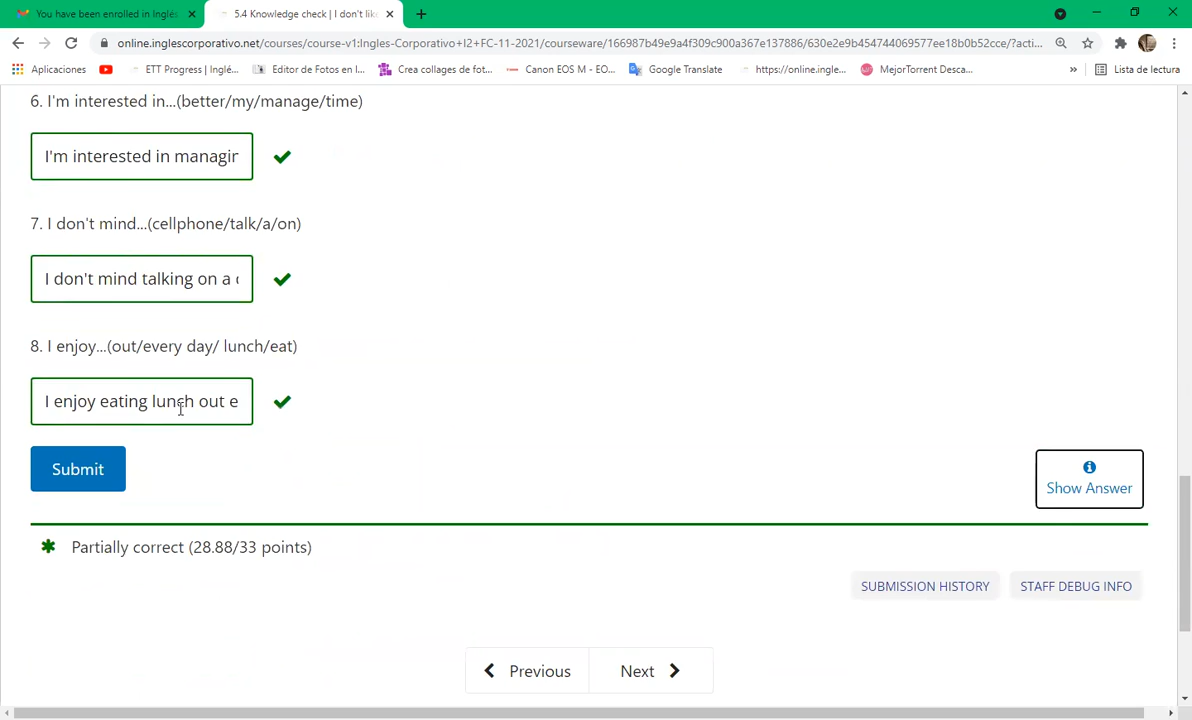 You have been enrolled in Inglés
5.4 Knowledge check | I don't like
online.inglescorporativo.net/courses/course-v1:Ingles-Corporativo+I2+FC-11-2021/courseware/166987b49e9a4f309c900a367e137886/630e2e9b454744069577ee18b0b52cce/?acti...
Aplicaciones ETT Progress | Inglé... Editor de Fotos en l... Crea collages de fot... Canon EOS M - EO... Google Translate https://online.ingle... MejorTorrent Desca... » Lista de lectura
6. I'm interested in...(better/my/manage/time)
I'm interested in managin
7. I don't mind...(cellphone/talk/a/on)
I don't mind talking on a c
8. I enjoy...(out/every day/ lunch/eat)
I enjoy eating lunch out e
Submit
Show Answer
Partially correct (28.88/33 points)
SUBMISSION HISTORY STAFF DEBUG INFO
Previous Next